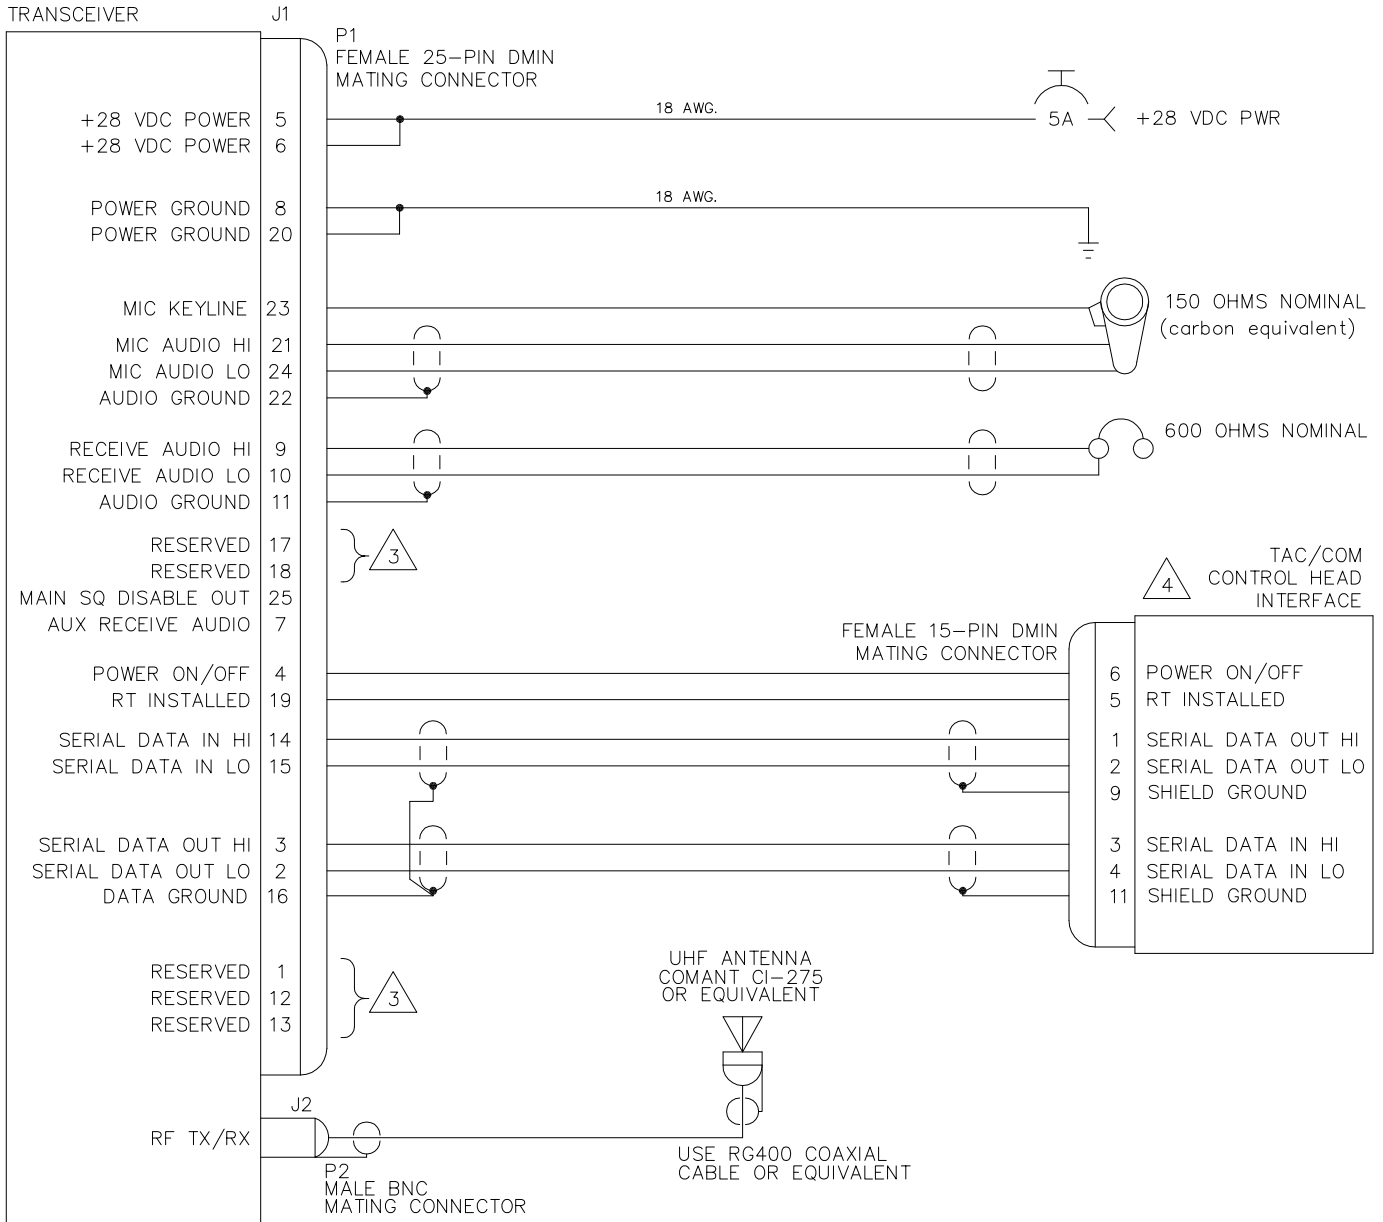 TRANSCEIVER J1
P1
FEMALE 25-PIN DMIN
MATING CONNECTOR
+28 VDC POWER 5
+28 VDC POWER 6
18 AWG.
5A
+28 VDC PWR
POWER GROUND 8
POWER GROUND 20
18 AWG.
MIC KEYLINE 23
MIC AUDIO HI 21
MIC AUDIO LO 24
AUDIO GROUND 22
150 OHMS NOMINAL
(carbon equivalent)
RECEIVE AUDIO HI 9
RECEIVE AUDIO LO 10
AUDIO GROUND 11
600 OHMS NOMINAL
RESERVED 17
RESERVED 18
3
MAIN SQ DISABLE OUT 25
AUX RECEIVE AUDIO 7
4
TAC/COM
CONTROL HEAD
INTERFACE
FEMALE 15-PIN DMIN
MATING CONNECTOR
POWER ON/OFF 4
RT INSTALLED 19
6 POWER ON/OFF
5 RT INSTALLED
SERIAL DATA IN HI 14
SERIAL DATA IN LO 15
1 SERIAL DATA OUT HI
2 SERIAL DATA OUT LO
9 SHIELD GROUND
SERIAL DATA OUT HI 3
SERIAL DATA OUT LO 2
DATA GROUND 16
3 SERIAL DATA IN HI
4 SERIAL DATA IN LO
11 SHIELD GROUND
RESERVED 1
RESERVED 12
RESERVED 13
3
UHF ANTENNA
COMANT CI-275
OR EQUIVALENT
J2
RF TX/RX
P2
MALE BNC
MATING CONNECTOR
USE RG400 COAXIAL
CABLE OR EQUIVALENT